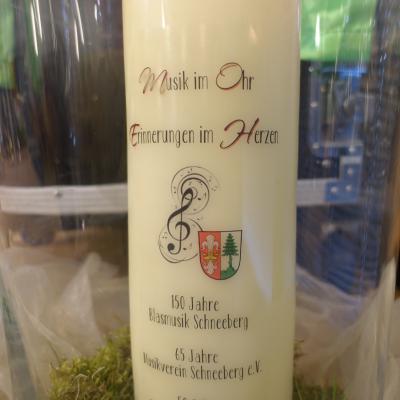 Musik im Ohr
Erinnerungen im Herzen
150 Jahre
Blasmusik Schneeberg
65 Jahre
Musikverein Schneeberg e.V.